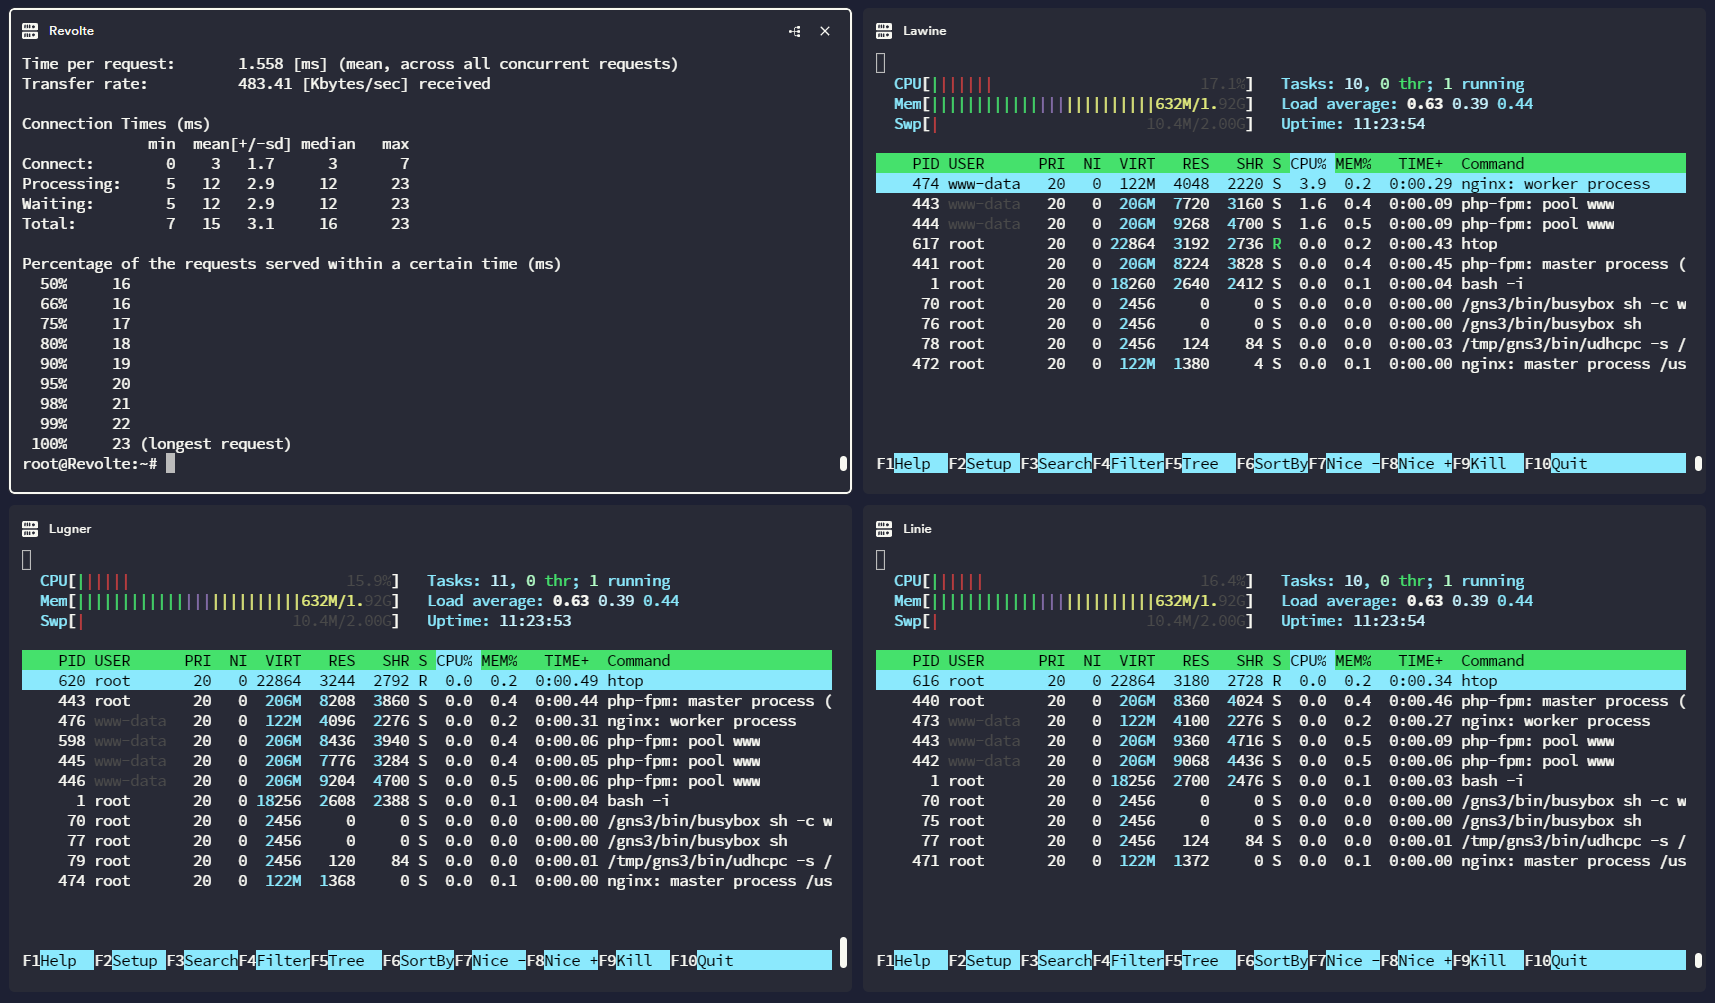 Revolte
Time per request:       1.558 [ms] (mean, across all concurrent requests)
Transfer rate:          483.41 [Kbytes/sec] received
Connection Times (ms)
              min  mean[+/-sd] median   max
Connect:        0    3   1.7      3       7
Processing:     5   12   2.9     12      23
Waiting:        5   12   2.9     12      23
Total:          7   15   3.1     16      23
Percentage of the requests served within a certain time (ms)
  50%     16
  66%     16
  75%     17
  80%     18
  90%     19
  95%     20
  98%     21
  99%     22
 100%     23 (longest request)
root@Revolte:~#
Lawine
CPU[|||||||                       17.1%]   Tasks: 10, 0 thr; 1 running
Mem[|||||||||||||||||||||||||632M/1.92G]   Load average: 0.63 0.39 0.44
Swp[|                       10.4M/2.00G]   Uptime: 11:23:54
PID USER      PRI  NI  VIRT   RES   SHR S CPU% MEM%   TIME+  Command
474 www-data   20   0  122M  4048  2220 S  3.9  0.2  0:00.29 nginx: worker process
443 www-data   20   0  206M  7720  3160 S  1.6  0.4  0:00.09 php-fpm: pool www
444 www-data   20   0  206M  9268  4700 S  1.6  0.5  0:00.09 php-fpm: pool www
617 root       20   0 22864  3192  2736 R  0.0  0.2  0:00.43 htop
441 root       20   0  206M  8224  3828 S  0.0  0.4  0:00.45 php-fpm: master process (
1 root       20   0 18260  2640  2412 S  0.0  0.1  0:00.04 bash -i
70 root       20   0  2456     0     0 S  0.0  0.0  0:00.00 /gns3/bin/busybox sh -c w
76 root       20   0  2456     0     0 S  0.0  0.0  0:00.00 /gns3/bin/busybox sh
78 root       20   0  2456   124    84 S  0.0  0.0  0:00.03 /tmp/gns3/bin/udhcpc -s /
472 root       20   0  122M  1380     4 S  0.0  0.1  0:00.00 nginx: master process /us
F1Help  F2Setup F3SearchF4FilterF5Tree  F6SortByF7Nice -F8Nice +F9Kill  F10Quit
Lugner
CPU[||||||                        15.9%]   Tasks: 11, 0 thr; 1 running
Mem[|||||||||||||||||||||||||632M/1.92G]   Load average: 0.63 0.39 0.44
Swp[|                       10.4M/2.00G]   Uptime: 11:23:53
PID USER      PRI  NI  VIRT   RES   SHR S CPU% MEM%   TIME+  Command
620 root       20   0 22864  3244  2792 R  0.0  0.2  0:00.49 htop
443 root       20   0  206M  8208  3860 S  0.0  0.4  0:00.44 php-fpm: master process (
476 www-data   20   0  122M  4096  2276 S  0.0  0.2  0:00.31 nginx: worker process
598 www-data   20   0  206M  8436  3940 S  0.0  0.4  0:00.06 php-fpm: pool www
445 www-data   20   0  206M  7776  3284 S  0.0  0.4  0:00.05 php-fpm: pool www
446 www-data   20   0  206M  9204  4700 S  0.0  0.5  0:00.06 php-fpm: pool www
1 root       20   0 18256  2608  2388 S  0.0  0.1  0:00.04 bash -i
70 root       20   0  2456     0     0 S  0.0  0.0  0:00.00 /gns3/bin/busybox sh -c w
77 root       20   0  2456     0     0 S  0.0  0.0  0:00.00 /gns3/bin/busybox sh
79 root       20   0  2456   120    84 S  0.0  0.0  0:00.01 /tmp/gns3/bin/udhcpc -s /
474 root       20   0  122M  1368     0 S  0.0  0.1  0:00.00 nginx: master process /us
F1Help  F2Setup F3SearchF4FilterF5Tree  F6SortByF7Nice -F8Nice +F9Kill  F10Quit
Linie
CPU[||||||                        16.4%]   Tasks: 10, 0 thr; 1 running
Mem[|||||||||||||||||||||||||632M/1.92G]   Load average: 0.63 0.39 0.44
Swp[|                       10.4M/2.00G]   Uptime: 11:23:54
PID USER      PRI  NI  VIRT   RES   SHR S CPU% MEM%   TIME+  Command
616 root       20   0 22864  3180  2728 R  0.0  0.2  0:00.34 htop
440 root       20   0  206M  8360  4024 S  0.0  0.4  0:00.46 php-fpm: master process (
473 www-data   20   0  122M  4100  2276 S  0.0  0.2  0:00.27 nginx: worker process
443 www-data   20   0  206M  9360  4716 S  0.0  0.5  0:00.09 php-fpm: pool www
442 www-data   20   0  206M  9068  4436 S  0.0  0.5  0:00.06 php-fpm: pool www
1 root       20   0 18256  2700  2476 S  0.0  0.1  0:00.03 bash -i
70 root       20   0  2456     0     0 S  0.0  0.0  0:00.00 /gns3/bin/busybox sh -c w
75 root       20   0  2456     0     0 S  0.0  0.0  0:00.00 /gns3/bin/busybox sh
77 root       20   0  2456   124    84 S  0.0  0.0  0:00.01 /tmp/gns3/bin/udhcpc -s /
471 root       20   0  122M  1372     0 S  0.0  0.1  0:00.00 nginx: master process /us
F1Help  F2Setup F3SearchF4FilterF5Tree  F6SortByF7Nice -F8Nice +F9Kill  F10Quit